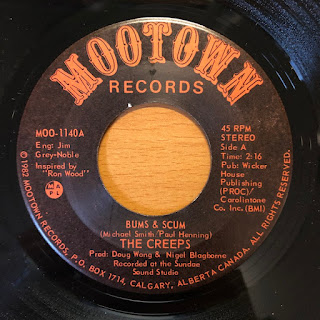 MOOTOWN
RECORDS
MOO-1140A
Eng: Jim
Grey-Noble
Inspired by
"Ron Wood"
45 RPM
STEREO
Side A
Time: 2:16
Pub: Wicker
House
Publishing
(PROC)/
Carolintone
Co. Inc.(BMI)
BUMS & SCUM
(Michael Smith/Paul Henning)
THE CREEPS
Prod: Doug Wong & Nigel Blagborne
Recorded at the Sundae
Sound Studio
© 1982 MOOTOWN RECORDS, P.O. BOX 1714, CALGARY, ALBERTA CANADA. ALL RIGHTS RESERVED.